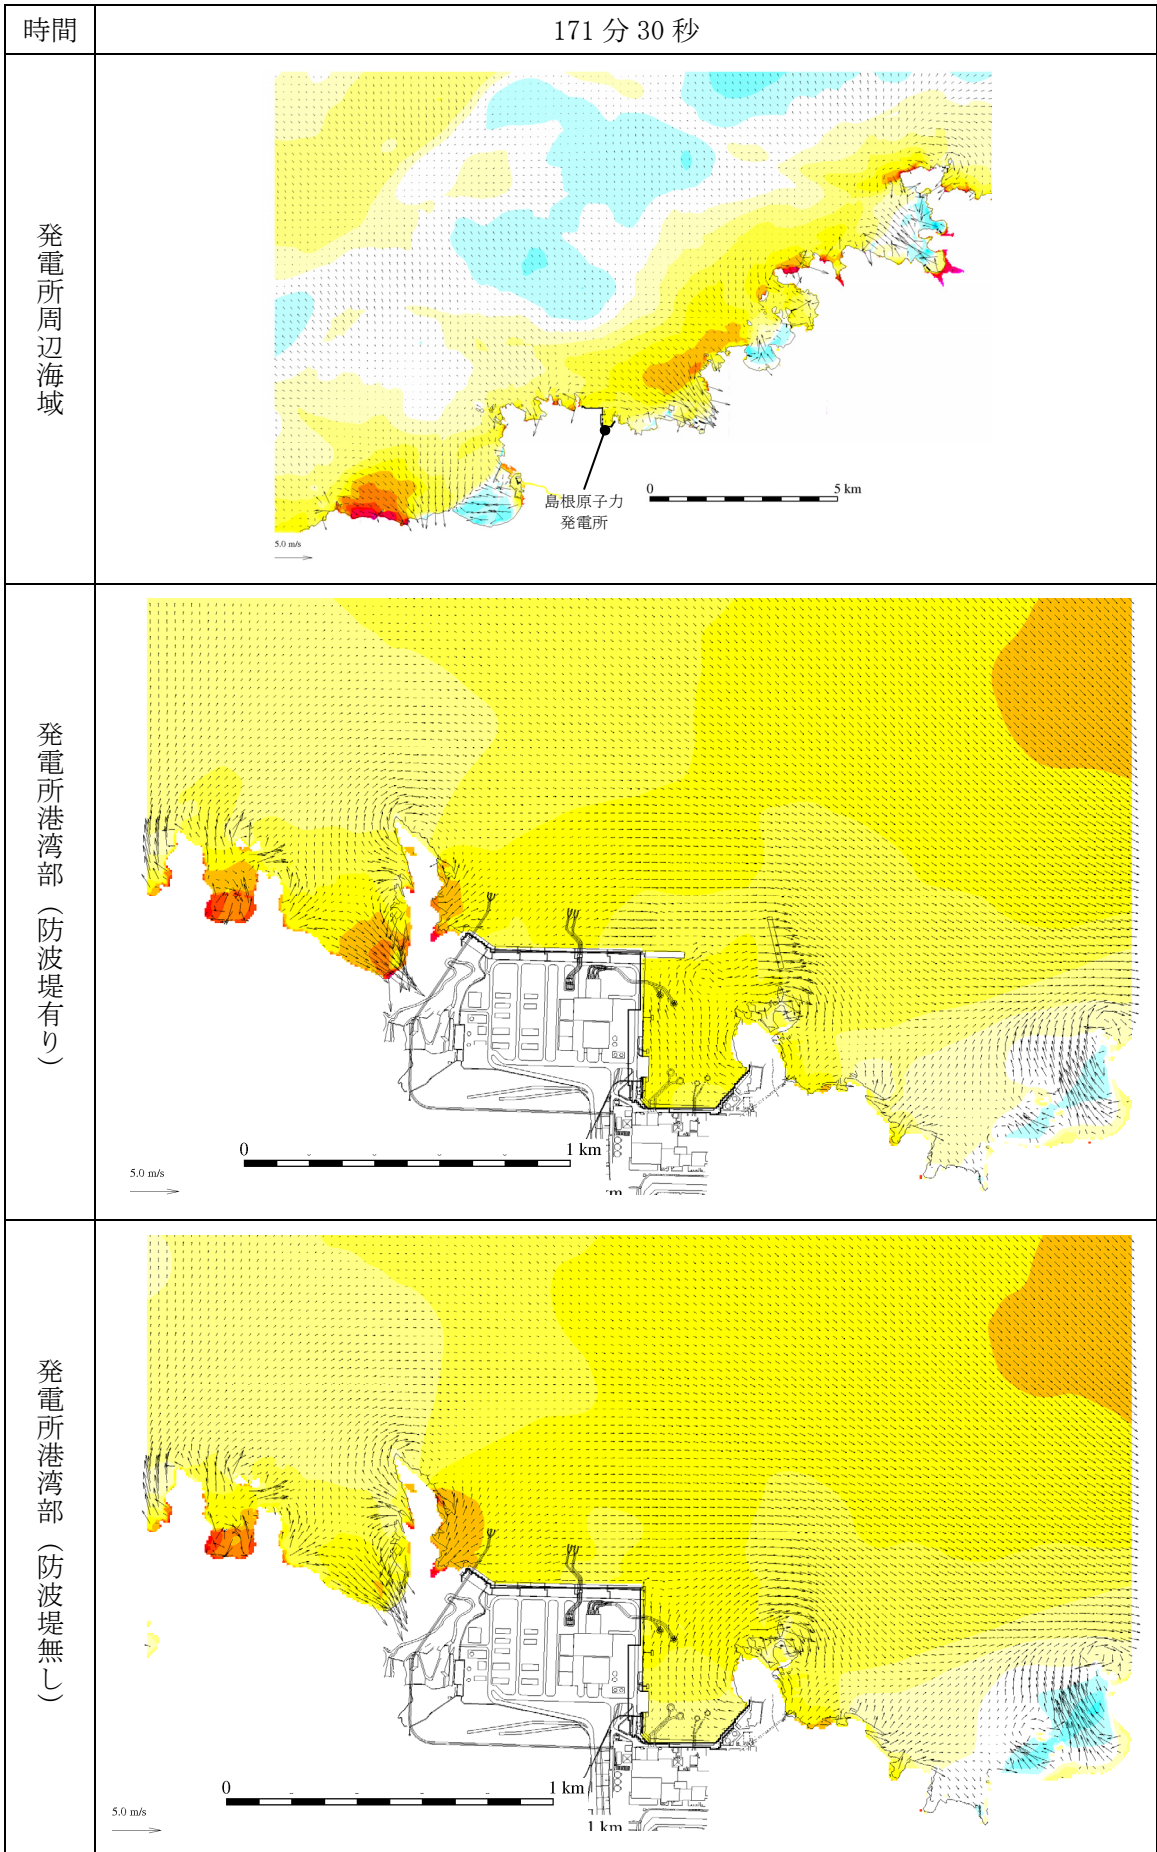 時間
171 分 30 秒
発電所周辺海域
島根原子力
発電所
0 5 km
5.0 m/s
発電所港湾部（防波堤有り）
0 1 km
5.0 m/s
発電所港湾部（防波堤無し）
0 1 km
5.0 m/s
1 km